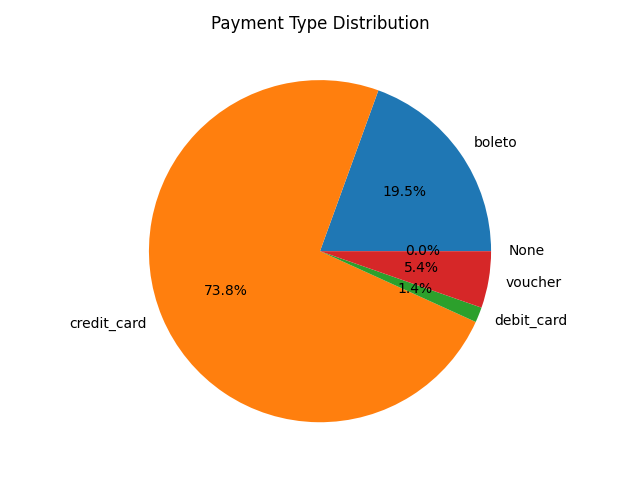 Payment Type Distribution
boleto
19.5%
0.0%
None
5.4%
voucher
1.4%
73.8%
debit_card
credit_card